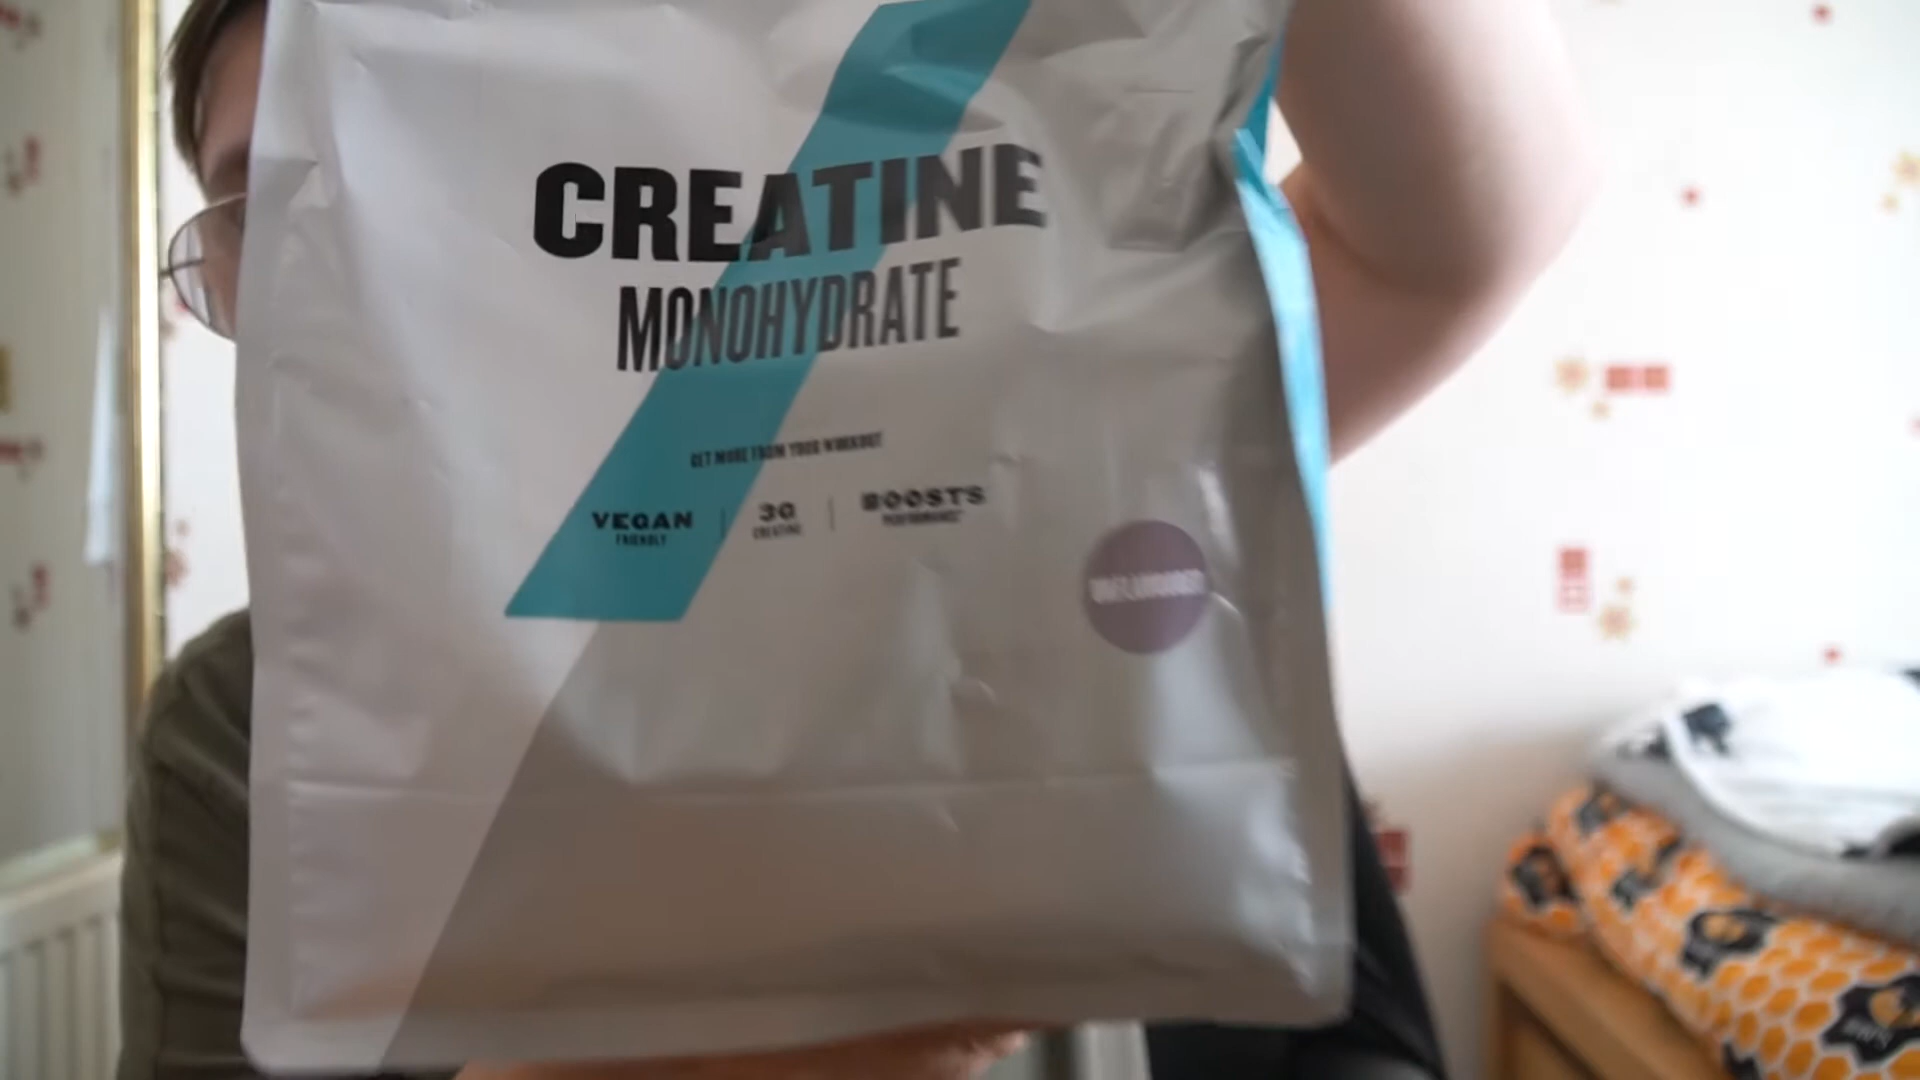 CREATINE
MONOHYDRATE
GET MORE FROM YOUR WORKOUT
VEGAN
FRIENDLY
3G
CREATINE
BOOSTS
PERFORMANCE*
UNFLAVOURED